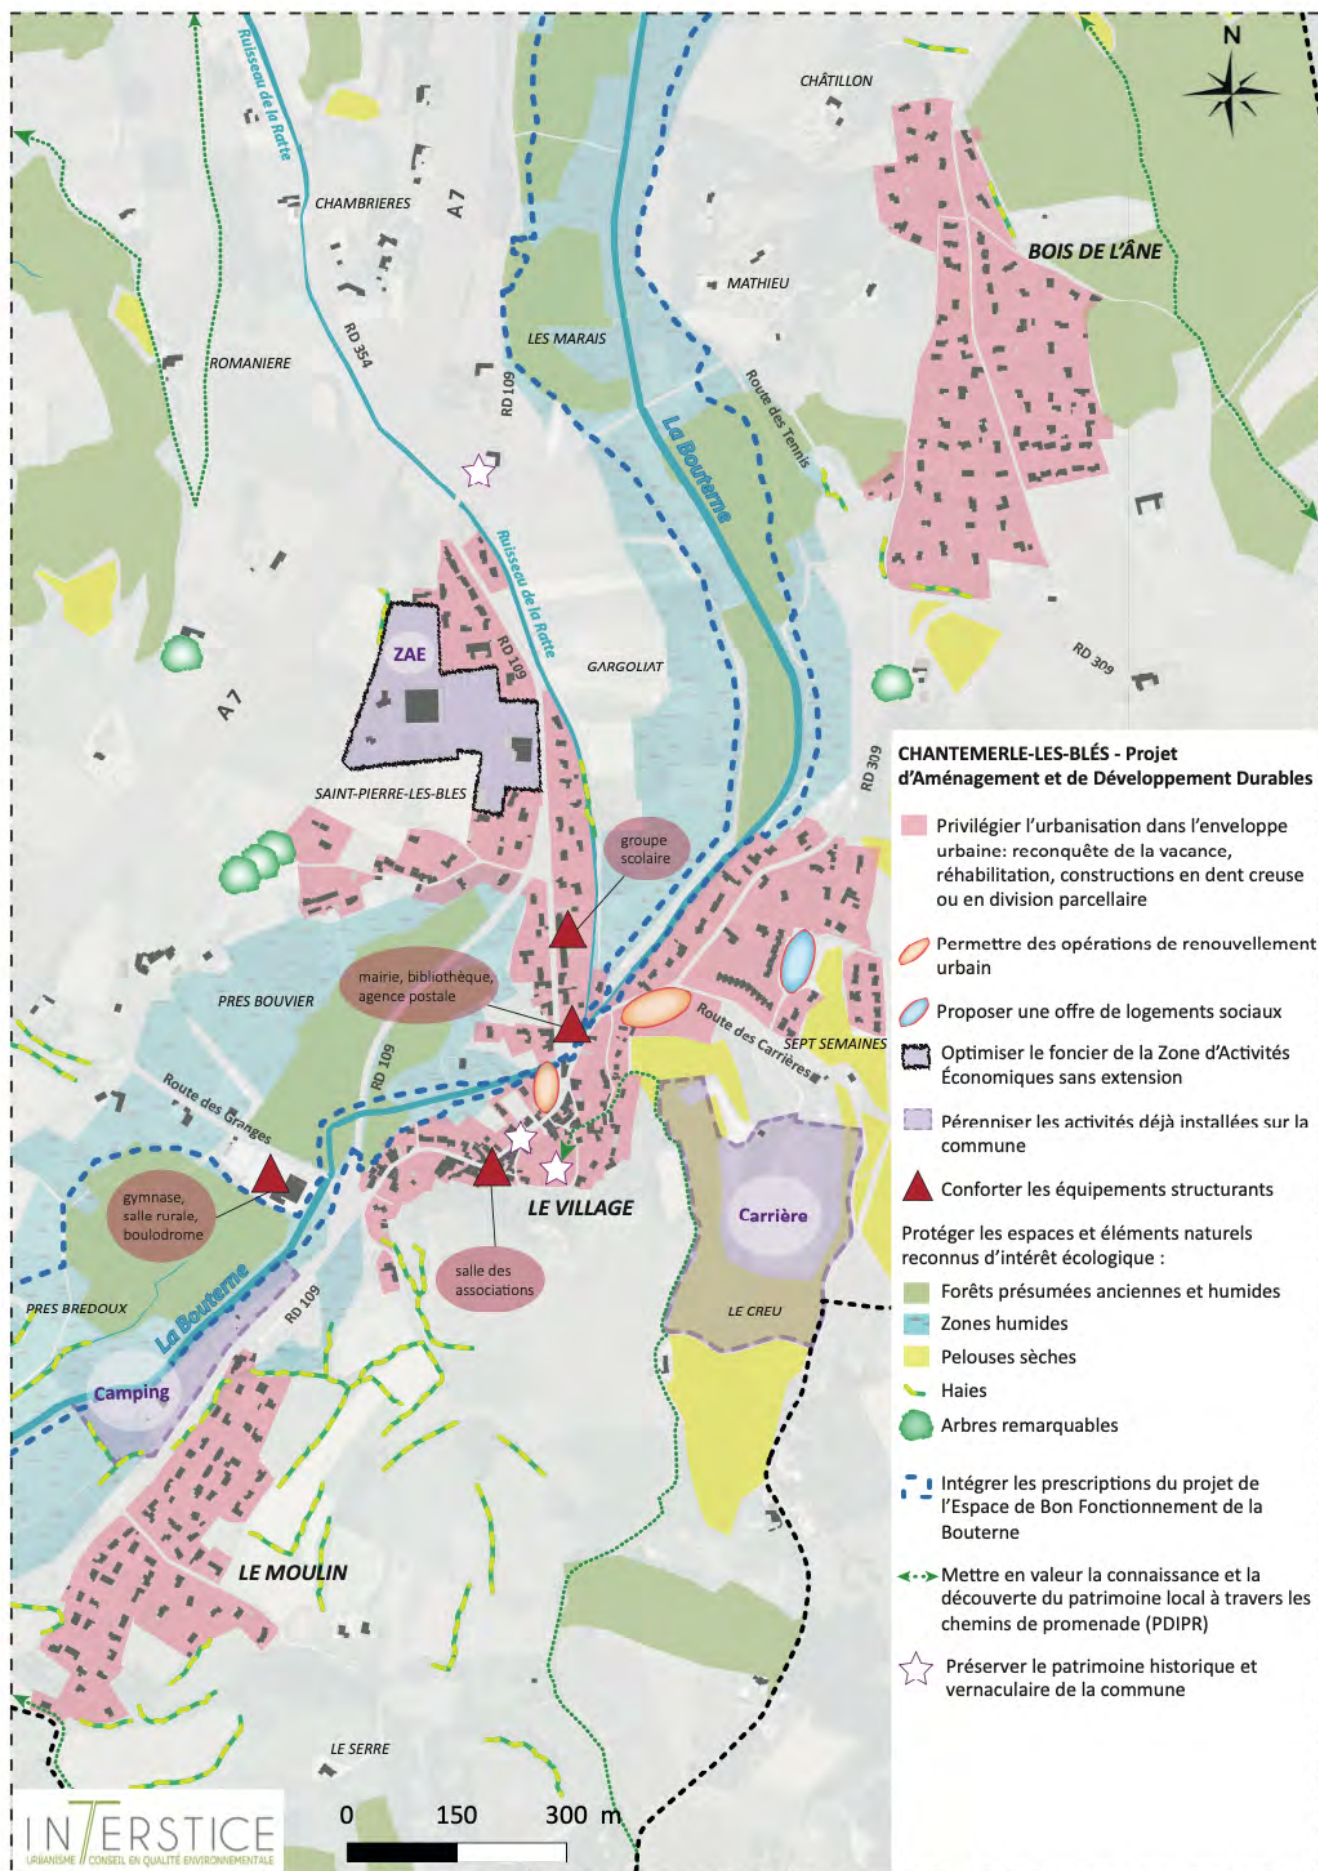 N
CHÂTILLON
Ruisseau de la Ratte
CHAMBRIERES
A 7
BOIS DE L'ÂNE
MATHIEU
LES MARAIS
RD 354
ROMANIERE
RD 109
Route des Tennis
La Bouterne
Ruisseau de la Ratte
ZAE
RD 109
GARGOLIAT
RD 309
A 7
RD 309
SAINT-PIERRE-LES-BLES
groupe
scolaire
mairie, bibliothèque,
agence postale
PRES BOUVIER
Route des Carrières
SEPT SEMAINES
RD 109
Route des Granges
gymnase,
salle rurale,
boulodrome
LE VILLAGE
Carrière
salle des
associations
La Bouterne
RD 109
PRES BREDOUX
LE CREU
Camping
LE MOULIN
LE SERRE
CHANTEMERLE-LES-BLÉS - Projet
d'Aménagement et de Développement Durables
Privilégier l'urbanisation dans l'enveloppe
urbaine: reconquête de la vacance,
réhabilitation, constructions en dent creuse
ou en division parcellaire
Permettre des opérations de renouvellement
urbain
Proposer une offre de logements sociaux
Optimiser le foncier de la Zone d'Activités
Économiques sans extension
Pérenniser les activités déjà installées sur la
commune
Conforter les équipements structurants
Protéger les espaces et éléments naturels
reconnus d'intérêt écologique :
Forêts présumées anciennes et humides
Zones humides
Pelouses sèches
Haies
Arbres remarquables
Intégrer les prescriptions du projet de
l'Espace de Bon Fonctionnement de la
Bouterne
Mettre en valeur la connaissance et la
découverte du patrimoine local à travers les
chemins de promenade (PDIPR)
Préserver le patrimoine historique et
vernaculaire de la commune
INTERSTICE
URBANISME CONSEIL EN QUALITÉ ENVIRONNEMENTALE
0 150 300 m